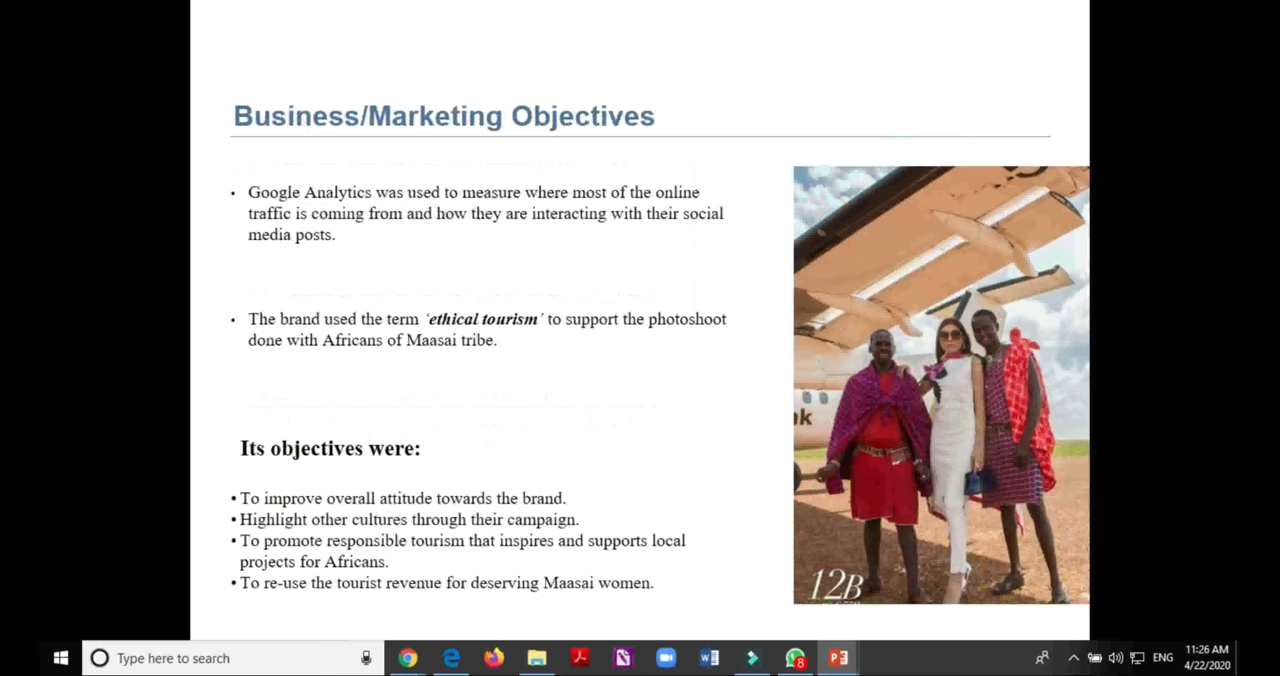 Business/Marketing Objectives
• Google Analytics was used to measure where most of the online
traffic is coming from and how they are interacting with their social
media posts.
• The brand used the term ‘ethical tourism’ to support the photoshoot
done with Africans of Maasai tribe.
Its objectives were:
• To improve overall attitude towards the brand.
• Highlight other cultures through their campaign.
• To promote responsible tourism that inspires and supports local
projects for Africans.
• To re-use the tourist revenue for deserving Maasai women.
nk
12B
Type here to search
8
ENG
11:26 AM
4/22/2020